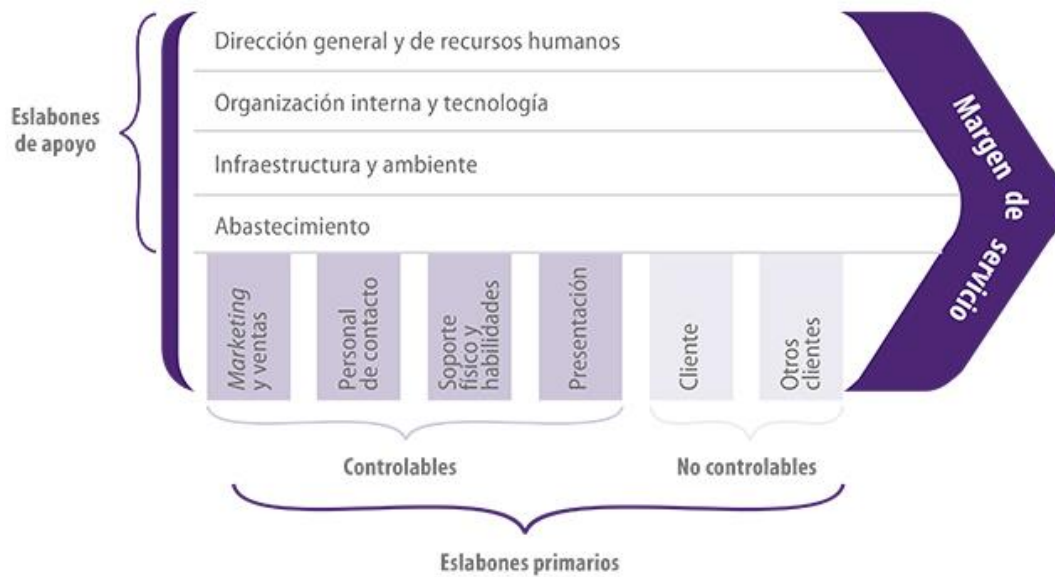 Dirección general y de recursos humanos
Organización interna y tecnología
Infraestructura y ambiente
Abastecimiento
Eslabones
de apoyo
Marketing
y ventas
Personal
de contacto
Soporte
físico y
habilidades
Presentación
Cliente
Otros
clientes
Margen de servicio
Controlables
No controlables
Eslabones primarios